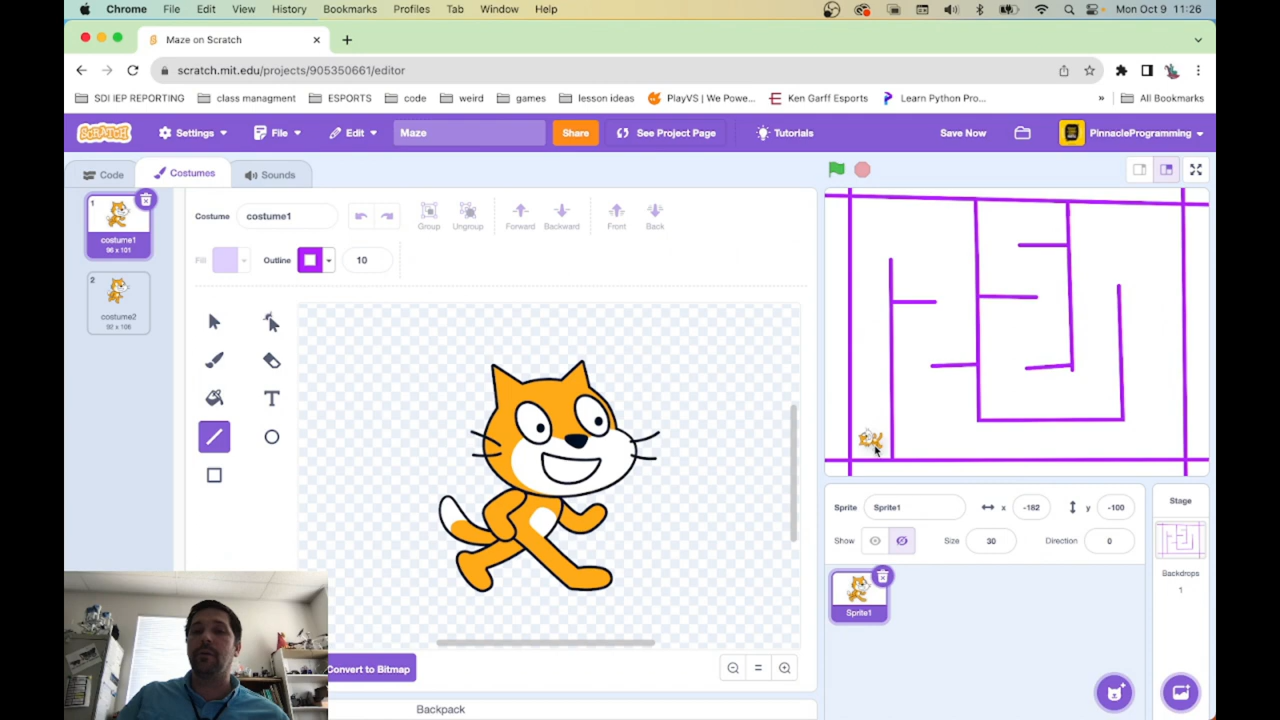 Chrome File Edit View History Bookmarks Profiles Tab Window Help Mon Oct 9 11:26
Maze on Scratch
scratch.mit.edu/projects/905350661/editor
SDI IEP REPORTING class managment ESPORTS code weird games lesson ideas PlayVS | We Powe... Ken Garff Esports Learn Python Pro... » All Bookmarks
SCRATCH Settings File Edit Maze Share See Project Page Tutorials Save Now PinnacleProgramming
Code Costumes Sounds
1
costume1
96 x 101
2
costume2
92 x 106
Costume costume1 Group Ungroup Forward Backward Front Back
Fill Outline 10
T
Convert to Bitmap
Backpack
Sprite Sprite1 x -182 y -100
Show Size 30 Direction 0
Sprite1
Stage
Backdrops
1